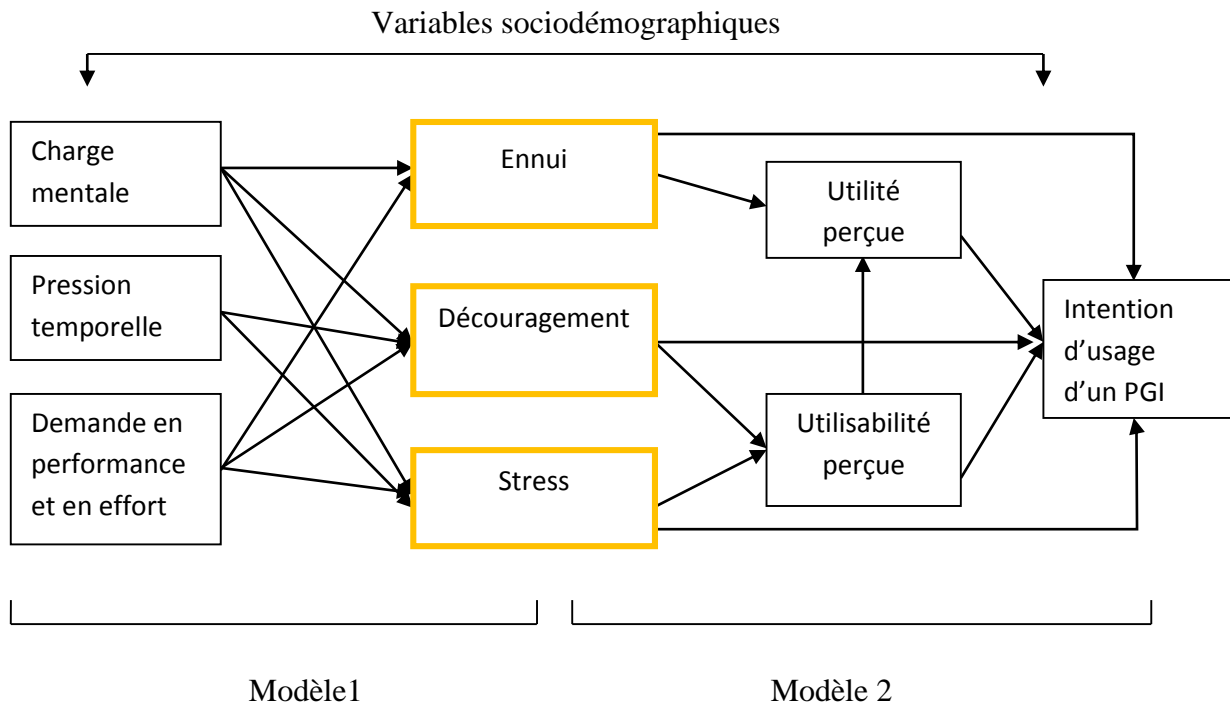 Variables sociodémographiques
Charge
mentale
Pression
temporelle
Demande en
performance
et en effort
Ennui
Découragement
Stress
Utilité
perçue
Utilisabilité
perçue
Intention
d’usage
d’un PGI
Modèle1
Modèle 2